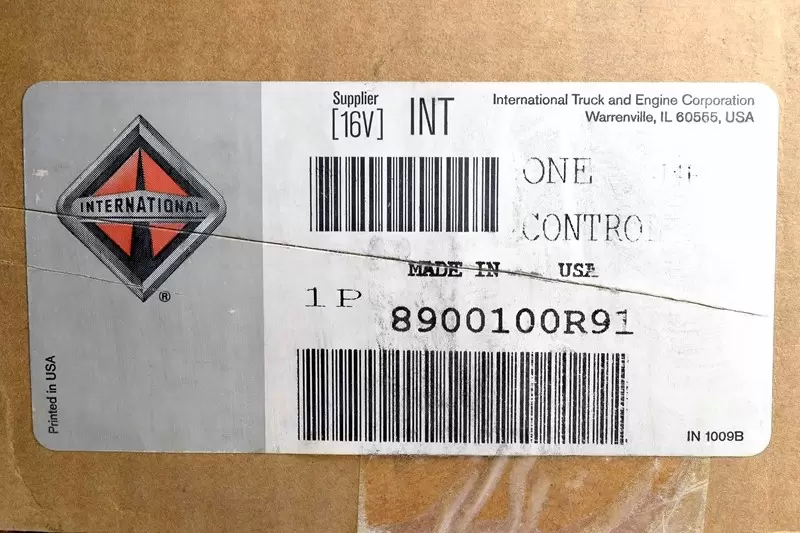 INTERNATIONAL
®
Printed in USA
Supplier
[16V] INT
International Truck and Engine Corporation
Warrenville, IL 60555, USA
ONE
CONTRO
MADE IN USA
1P
8900100R91
IN 1009B